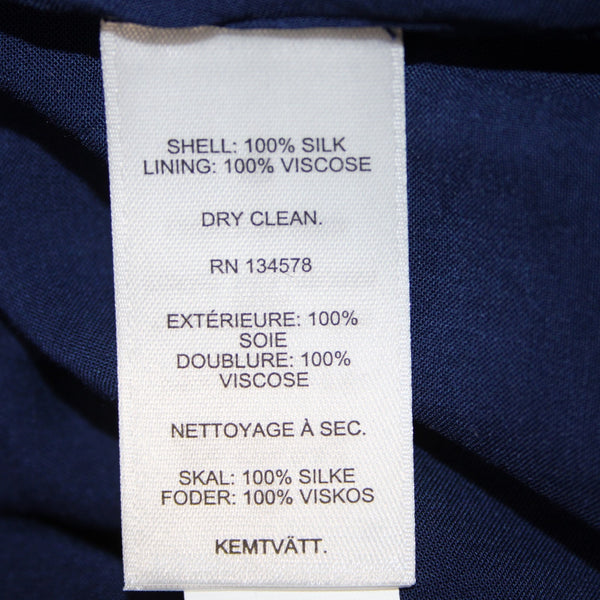 SHELL: 100% SILK
LINING: 100% VISCOSE
DRY CLEAN.
RN 134578
EXTÉRIEURE: 100%
SOIE
DOUBLURE: 100%
VISCOSE
NETTOYAGE À SEC.
SKAL: 100% SILKE
FODER: 100% VISKOS
KEMTVÄTT.